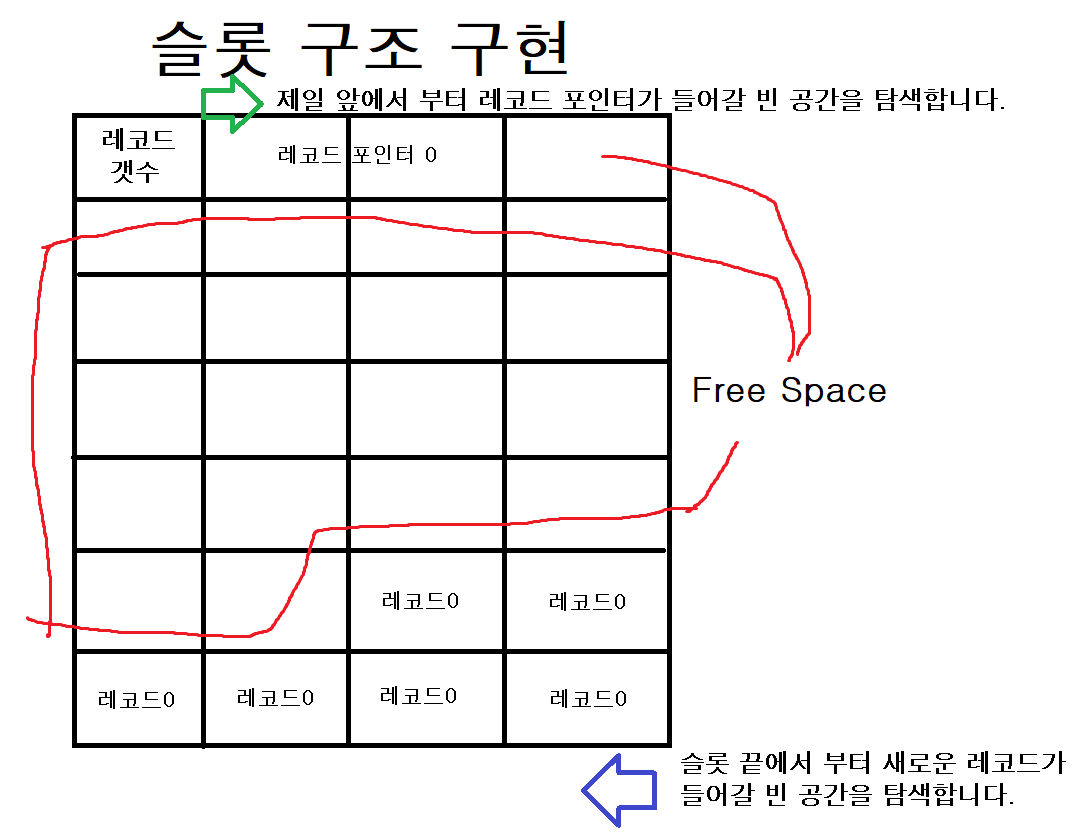 슬롯 구조 구현
제일 앞에서 부터 레코드 포인터가 들어갈 빈 공간을 탐색합니다.
레코드
갯수
레코드 포인터 0
Free Space
레코드0
레코드0
레코드0
레코드0
레코드0
레코드0
슬롯 끝에서 부터 새로운 레코드가
들어갈 빈 공간을 탐색합니다.